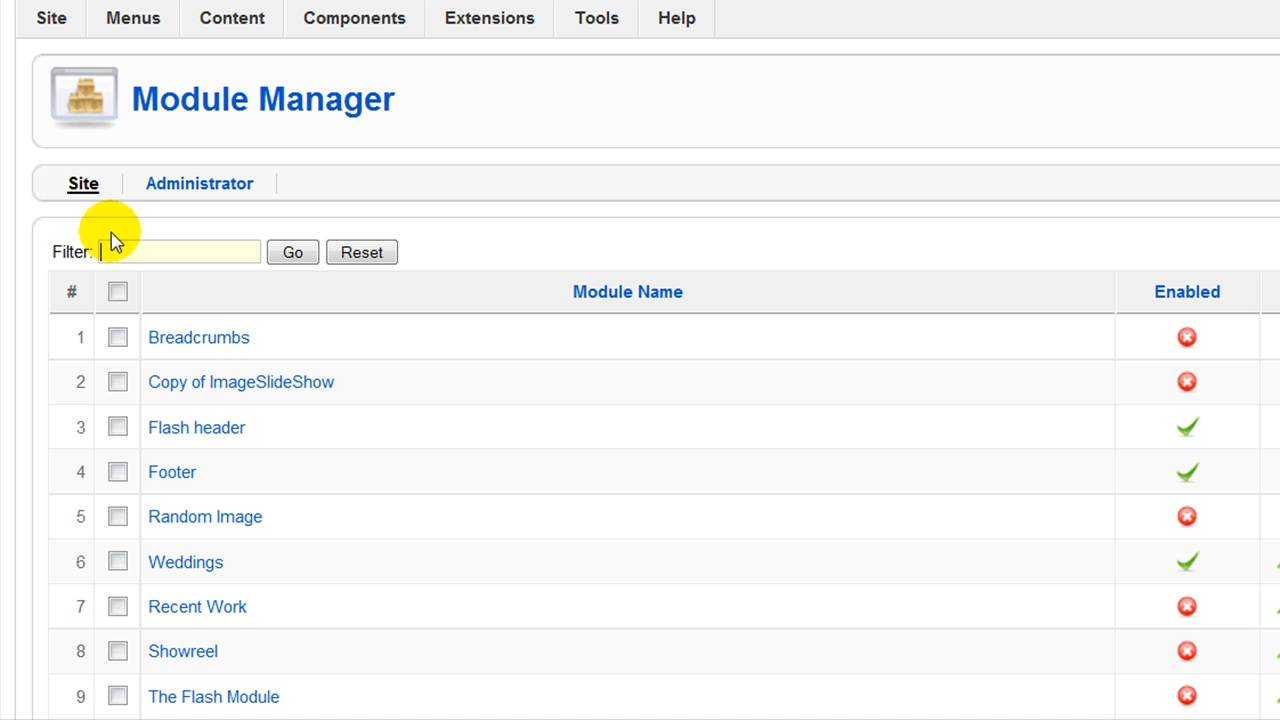 Site Menus Content Components Extensions Tools Help
Module Manager
Site Administrator
Filter: Go Reset
# Module Name Enabled
1 Breadcrumbs
2 Copy of ImageSlideShow
3 Flash header
4 Footer
5 Random Image
6 Weddings
7 Recent Work
8 Showreel
9 The Flash Module